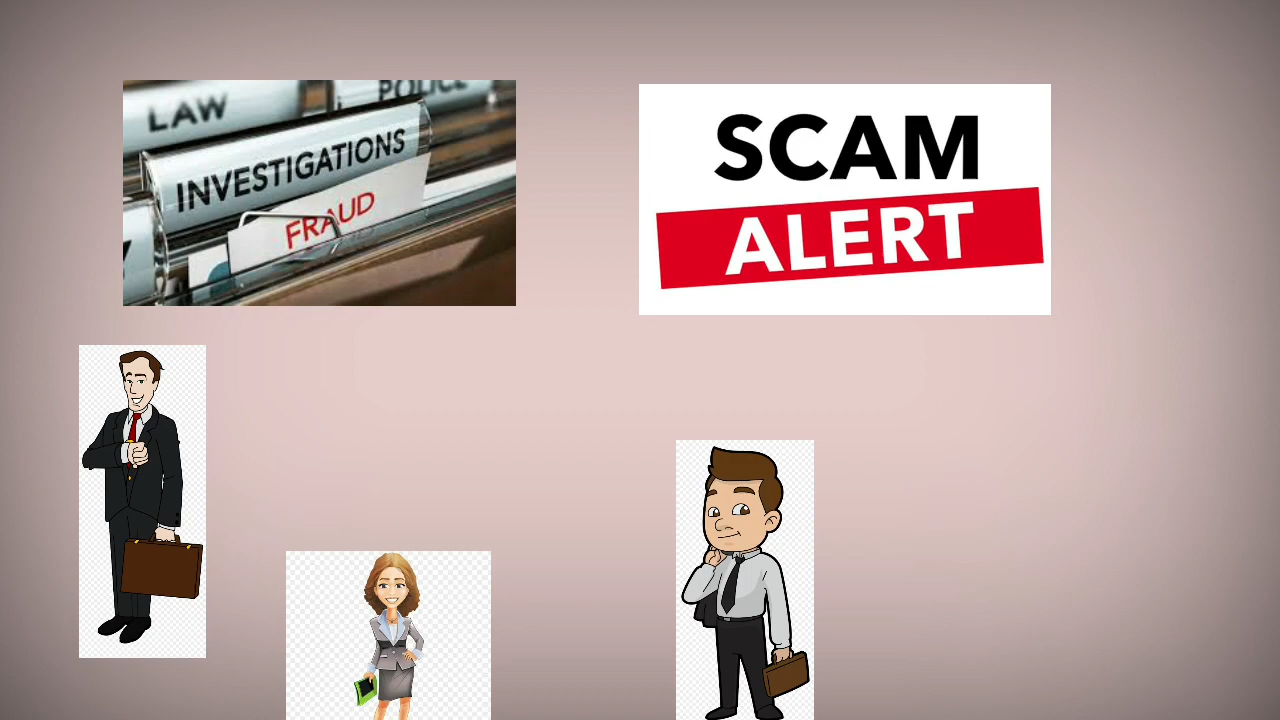 LAW
POLICE
INVESTIGATIONS
FRAUD
SCAM
ALERT